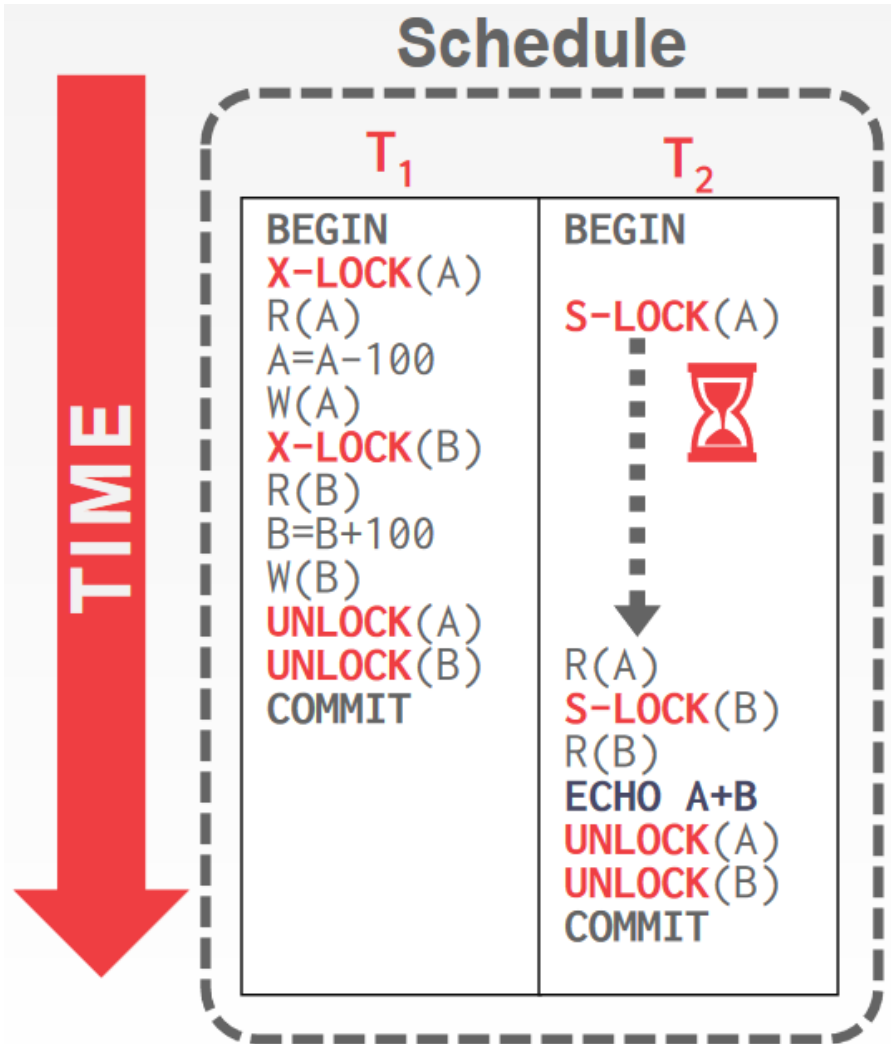 Schedule
TIME
T1
BEGIN
X-LOCK(A)
R(A)
A=A-100
W(A)
X-LOCK(B)
R(B)
B=B+100
W(B)
UNLOCK(A)
UNLOCK(B)
COMMIT
T2
BEGIN
S-LOCK(A)
R(A)
S-LOCK(B)
R(B)
ECHO A+B
UNLOCK(A)
UNLOCK(B)
COMMIT